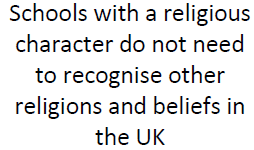 Schools with a religious
character do not need
to recognise other
religions and beliefs in
the UK